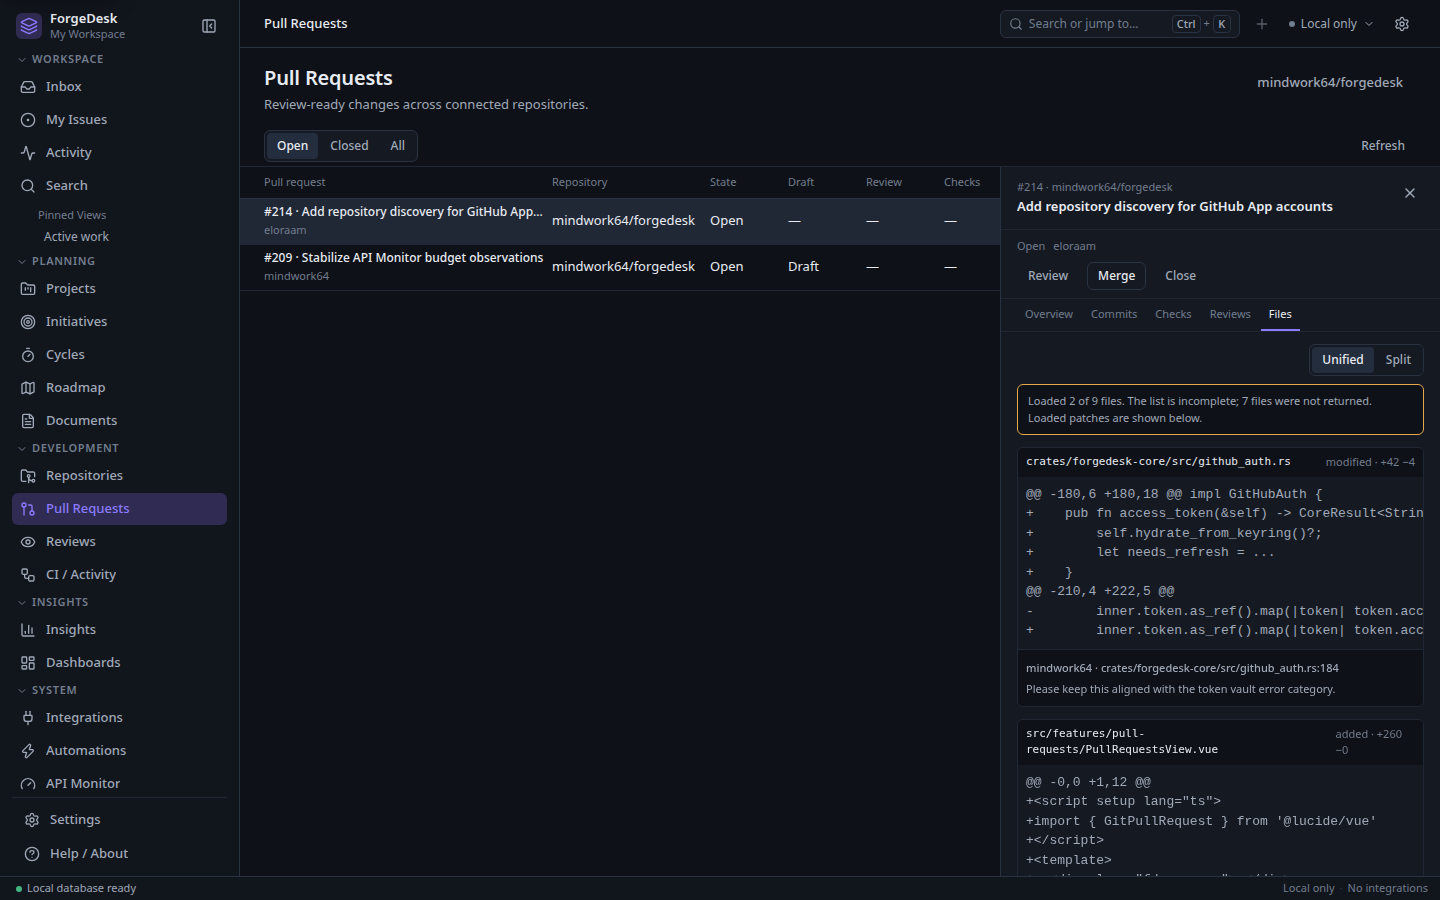 ForgeDesk
My Workspace
WORKSPACE
Inbox
My Issues
Activity
Search
Pinned Views
Active work
PLANNING
Projects
Initiatives
Cycles
Roadmap
Documents
DEVELOPMENT
Repositories
Pull Requests
Reviews
CI / Activity
INSIGHTS
Insights
Dashboards
SYSTEM
Integrations
Automations
API Monitor
Settings
Help / About
Pull Requests
Search or jump to... Ctrl + K
Local only
Pull Requests
Review-ready changes across connected repositories.
mindwork64/forgedesk
Open Closed All
Refresh
Pull request Repository State Draft Review Checks
#214 · Add repository discovery for GitHub App... mindwork64/forgedesk Open — — —
eloraam
#209 · Stabilize API Monitor budget observations mindwork64/forgedesk Open Draft — —
mindwork64
#214 · mindwork64/forgedesk
Add repository discovery for GitHub App accounts
Open eloraam
Review Merge Close
Overview Commits Checks Reviews Files
Unified Split
Loaded 2 of 9 files. The list is incomplete; 7 files were not returned.
Loaded patches are shown below.
crates/forgedesk-core/src/github_auth.rs modified · +42 −4
@@ -180,6 +180,18 @@ impl GitHubAuth {
+    pub fn access_token(&self) -> CoreResult<Strin
+        self.hydrate_from_keyring()?;
+        let needs_refresh = ...
+    }
@@ -210,4 +222,5 @@
-        inner.token.as_ref().map(|token| token.acc
+        inner.token.as_ref().map(|token| token.acc
mindwork64 · crates/forgedesk-core/src/github_auth.rs:184
Please keep this aligned with the token vault error category.
src/features/pull-
requests/PullRequestsView.vue
added · +260
−0
@@ -0,0 +1,12 @@
+<script setup lang="ts">
+import { GitPullRequest } from '@lucide/vue'
+</script>
+<template>
Local database ready
Local only · No integrations